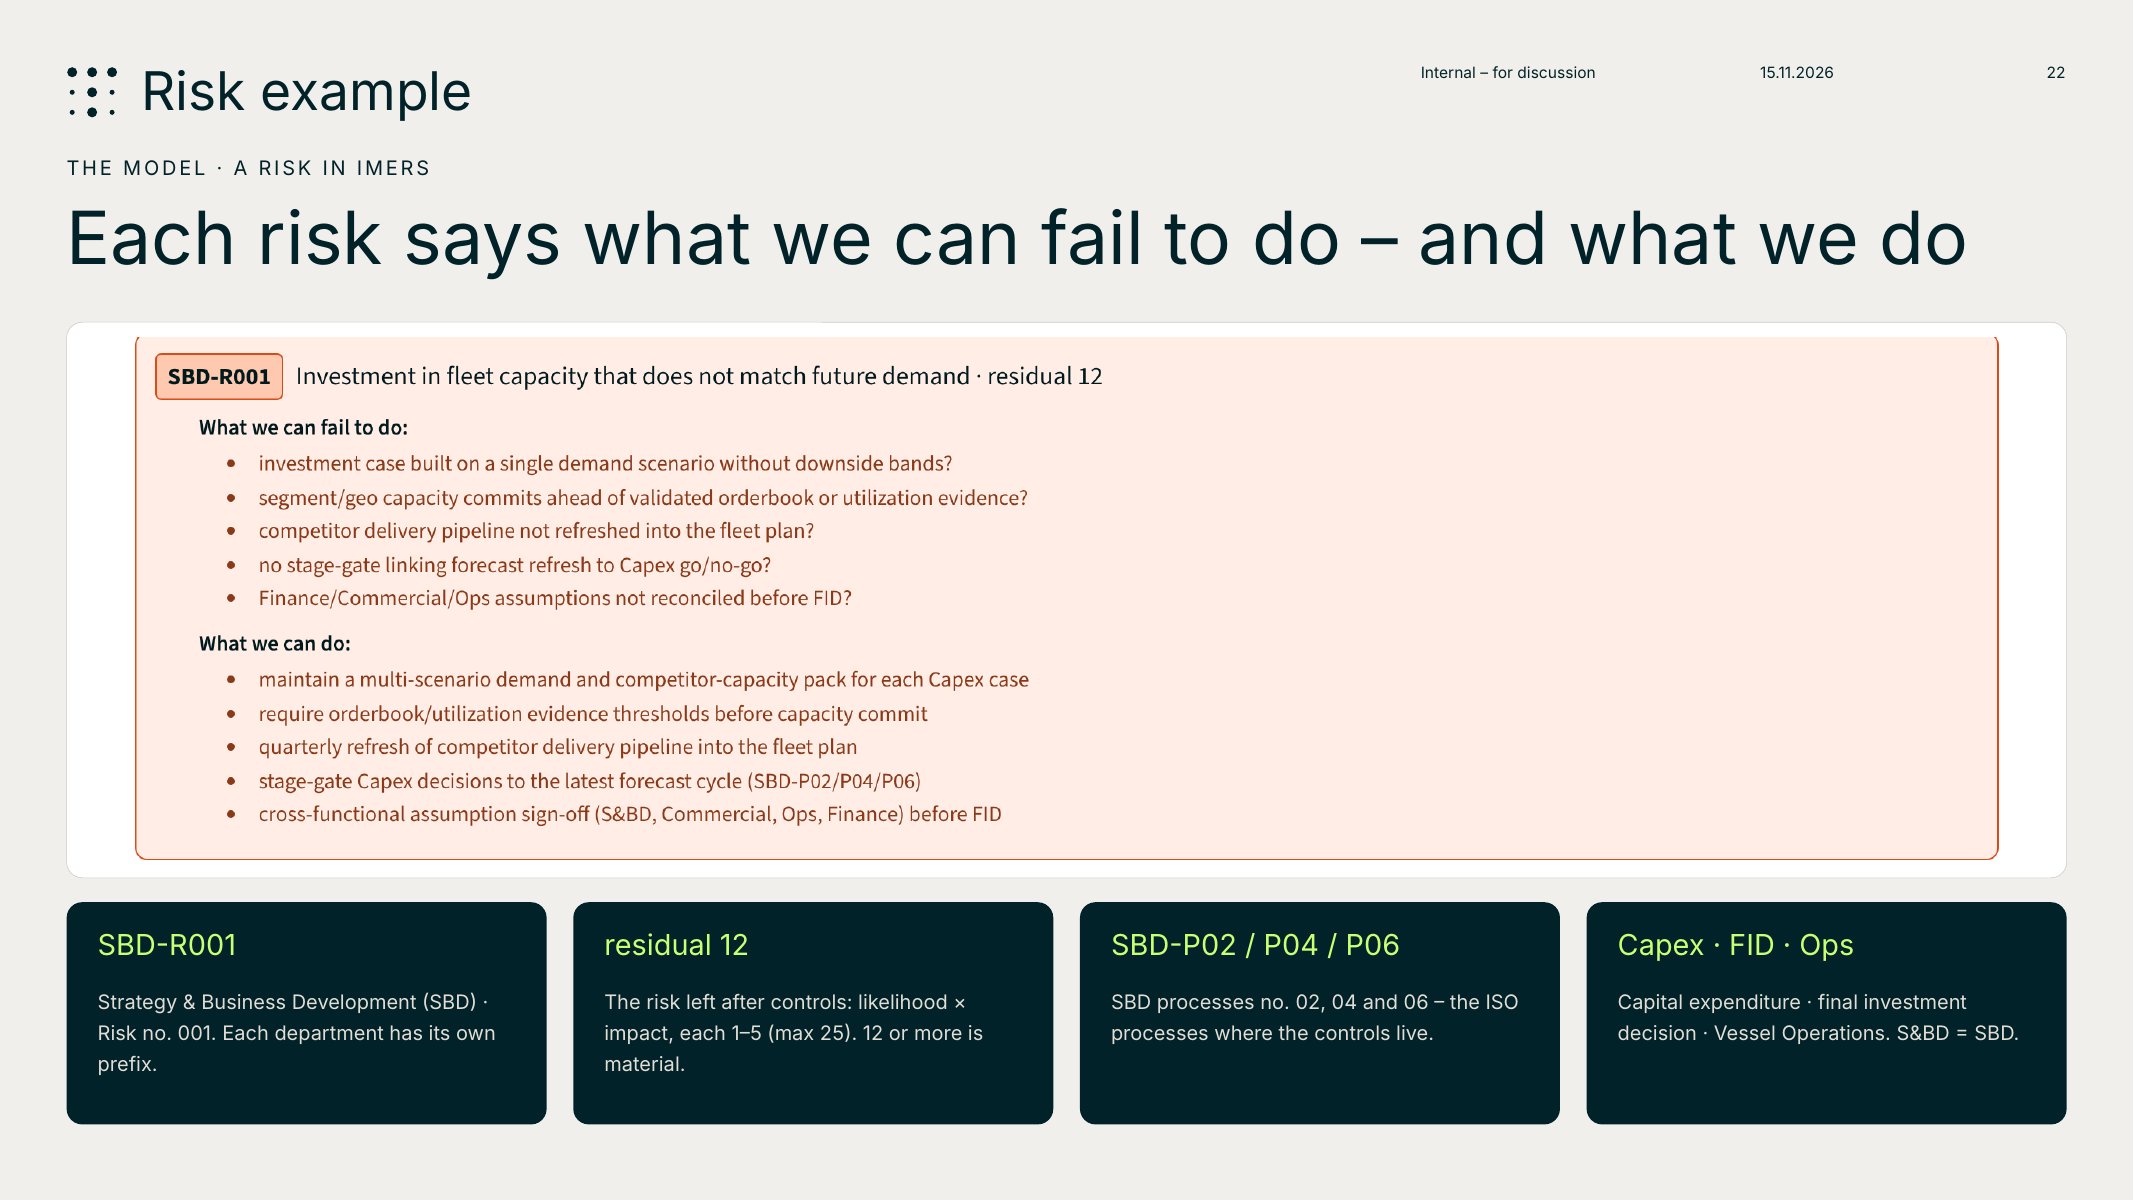 Risk example
Internal – for discussion
15.11.2026
22
THE MODEL · A RISK IN IMERS
Each risk says what we can fail to do – and what we do
SBD-R001 Investment in fleet capacity that does not match future demand · residual 12
What we can fail to do:
• investment case built on a single demand scenario without downside bands?
• segment/geo capacity commits ahead of validated orderbook or utilization evidence?
• competitor delivery pipeline not refreshed into the fleet plan?
• no stage-gate linking forecast refresh to Capex go/no-go?
• Finance/Commercial/Ops assumptions not reconciled before FID?
What we can do:
• maintain a multi-scenario demand and competitor-capacity pack for each Capex case
• require orderbook/utilization evidence thresholds before capacity commit
• quarterly refresh of competitor delivery pipeline into the fleet plan
• stage-gate Capex decisions to the latest forecast cycle (SBD-P02/P04/P06)
• cross-functional assumption sign-off (S&BD, Commercial, Ops, Finance) before FID
SBD-R001
Strategy & Business Development (SBD) ·
Risk no. 001. Each department has its own
prefix.
residual 12
The risk left after controls: likelihood ×
impact, each 1–5 (max 25). 12 or more is
material.
SBD-P02 / P04 / P06
SBD processes no. 02, 04 and 06 – the ISO
processes where the controls live.
Capex · FID · Ops
Capital expenditure · final investment
decision · Vessel Operations. S&BD = SBD.